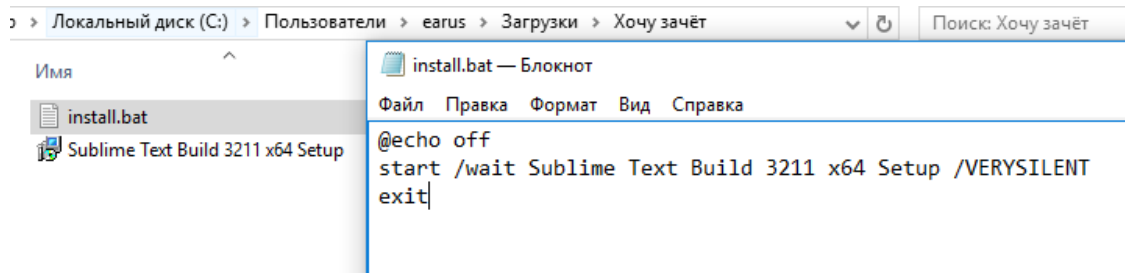 › Локальный диск (C:) › Пользователи › earus › Загрузки › Хочу зачёт
Поиск: Хочу зачёт
Имя
install.bat
Sublime Text Build 3211 x64 Setup
install.bat — Блокнот
Файл Правка Формат Вид Справка
@echo off
start /wait Sublime Text Build 3211 x64 Setup /VERYSILENT
exit